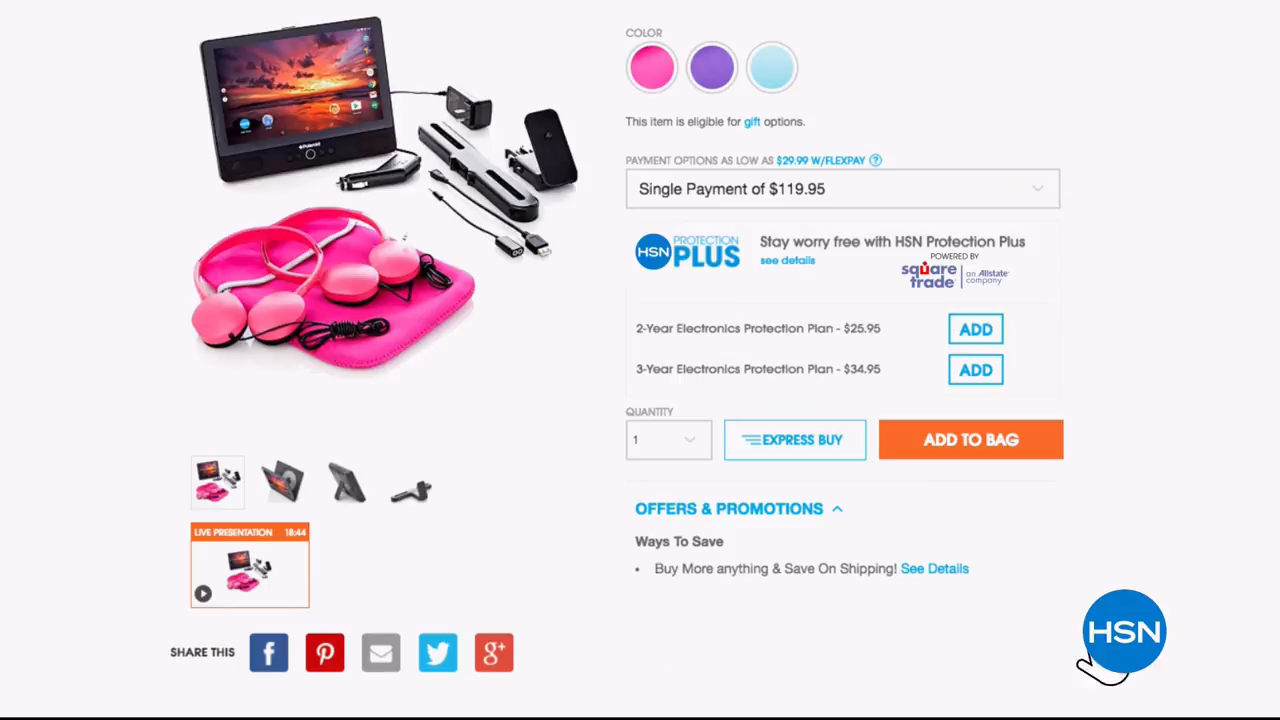 Polaroid
COLOR
This item is eligible for gift options.
PAYMENT OPTIONS AS LOW AS $29.99 W/FLEXPAY ?
Single Payment of $119.95
HSN PROTECTION PLUS
Stay worry free with HSN Protection Plus
see details
POWERED BY
square trade | an Allstate company
2-Year Electronics Protection Plan - $25.95
ADD
3-Year Electronics Protection Plan - $34.95
ADD
QUANTITY
1
EXPRESS BUY
ADD TO BAG
OFFERS & PROMOTIONS
Ways To Save
• Buy More anything & Save On Shipping! See Details
LIVE PRESENTATION 18:44
SHARE THIS
f
g+
HSN